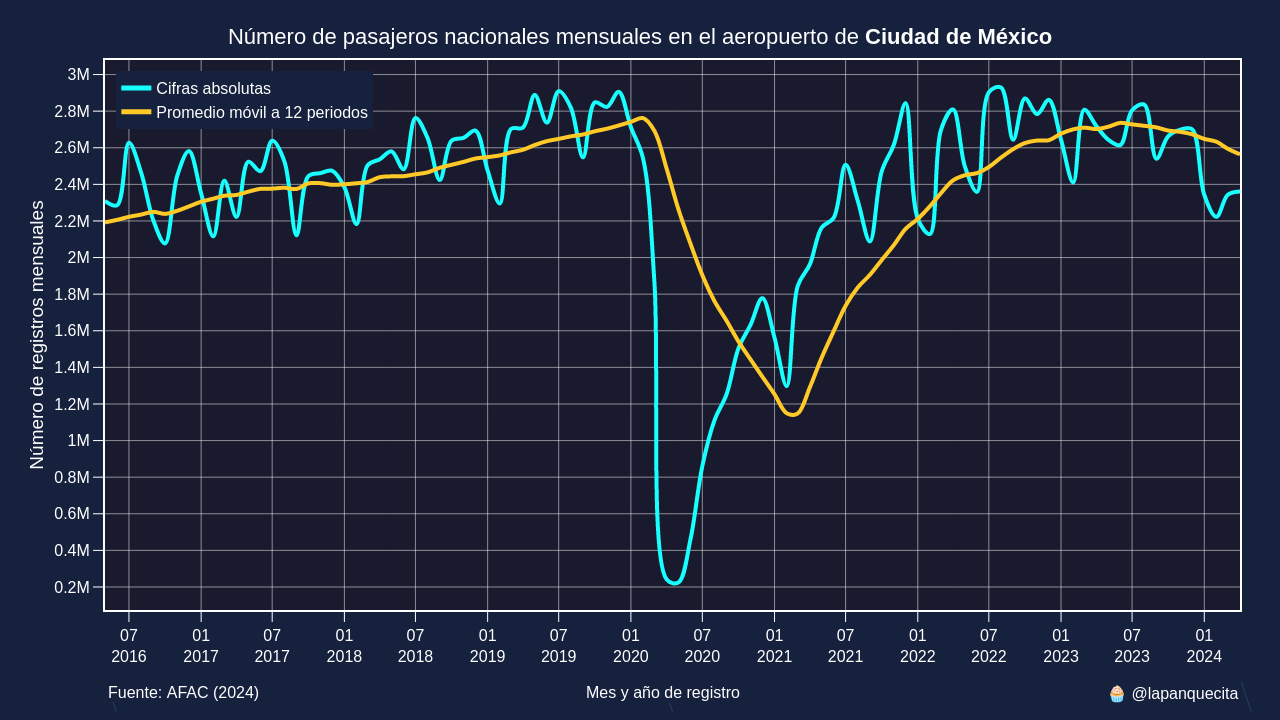 Número de pasajeros nacionales mensuales en el aeropuerto de Ciudad de México
Cifras absolutas
Promedio móvil a 12 periodos
Número de registros mensuales
3M
2.8M
2.6M
2.4M
2.2M
2M
1.8M
1.6M
1.4M
1.2M
1M
0.8M
0.6M
0.4M
0.2M
07 01 07 01 07 01 07 01 07 01 07 01 07 01 07 01
2016 2017 2017 2018 2018 2019 2019 2020 2020 2021 2021 2022 2022 2023 2023 2024
Fuente: AFAC (2024) Mes y año de registro 🧁 @lapanquecita